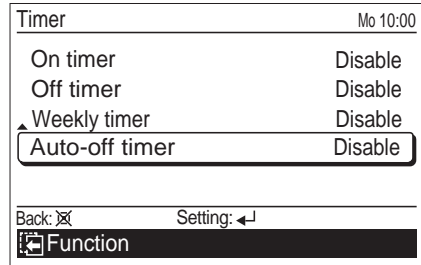 Timer Mo 10:00
On timer Disable
Off timer Disable
Weekly timer Disable
Auto-off timer Disable
Back: Setting:
Function